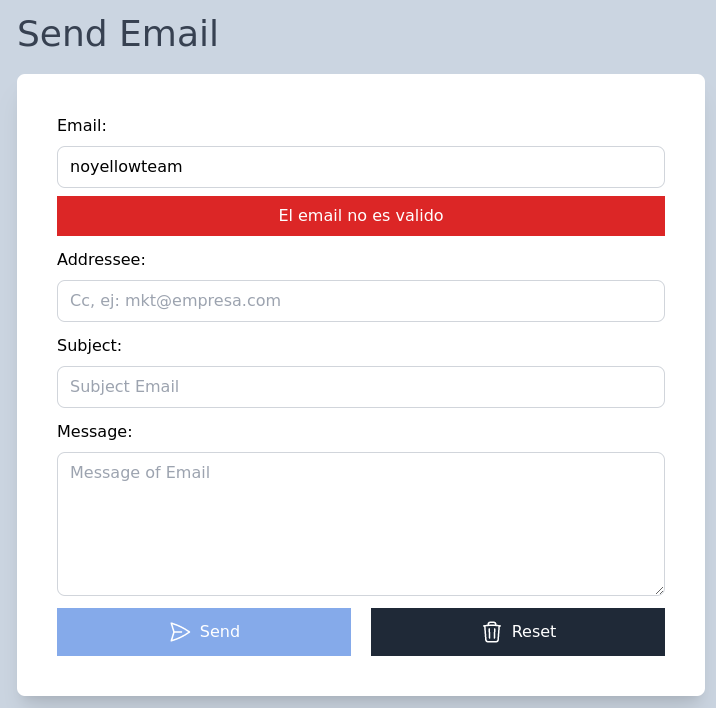 Send Email
Email:
noyellowteam
El email no es valido
Addressee:
Cc, ej: mkt@empresa.com
Subject:
Subject Email
Message:
Message of Email
Send
Reset